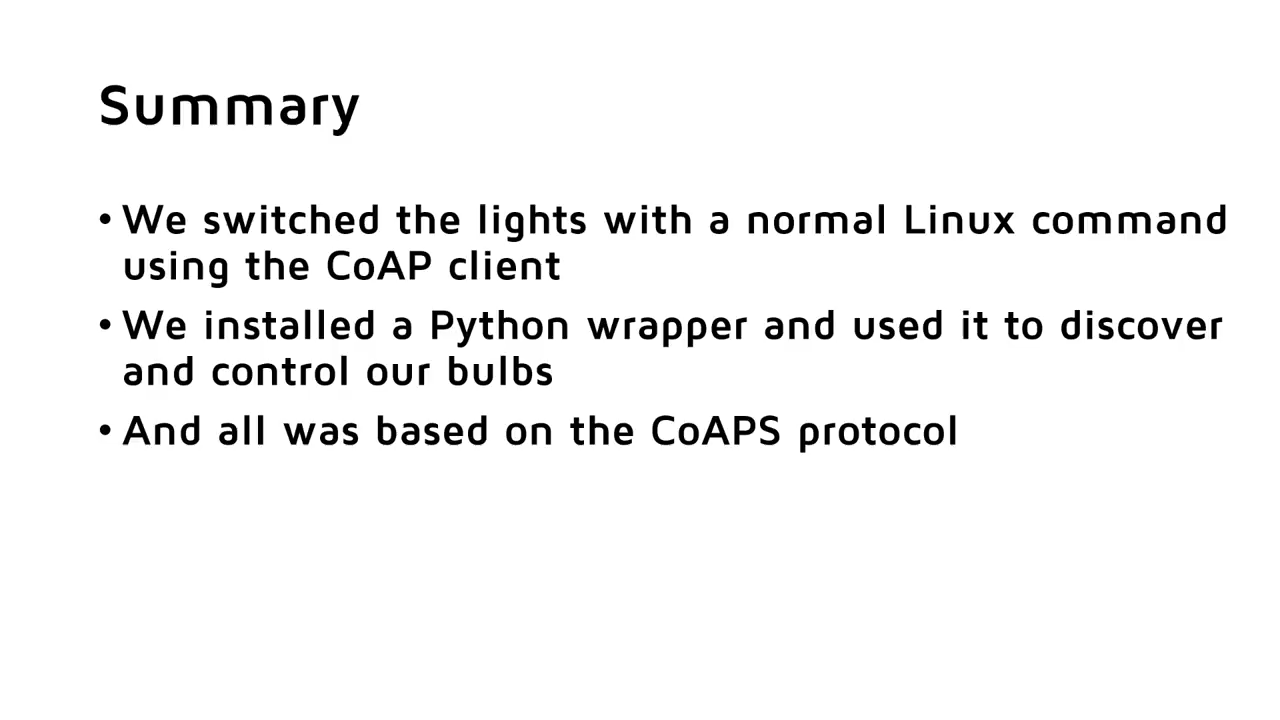 Summary
• We switched the lights with a normal Linux command
using the CoAP client
• We installed a Python wrapper and used it to discover
and control our bulbs
• And all was based on the CoAPS protocol